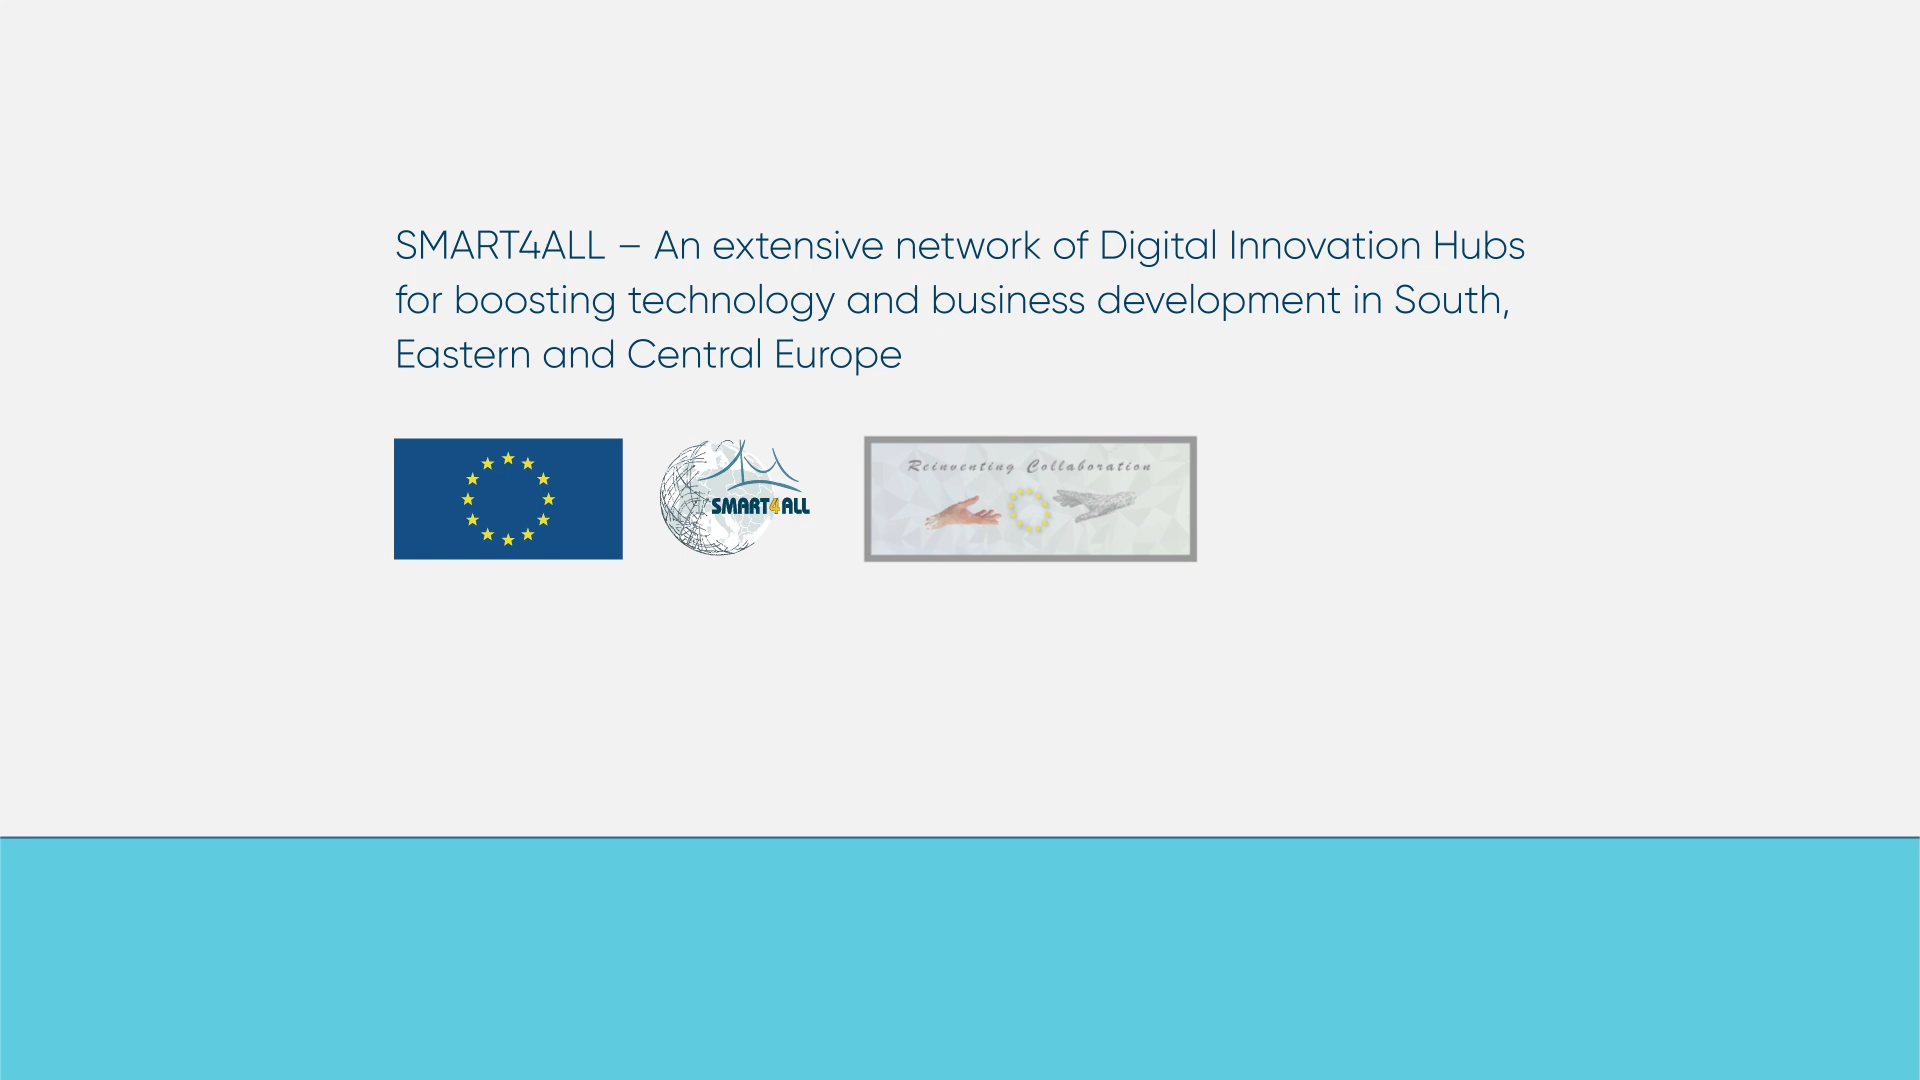 SMART4ALL – An extensive network of Digital Innovation Hubs
for boosting technology and business development in South,
Eastern and Central Europe
SMART4ALL
Reinventing Collaboration